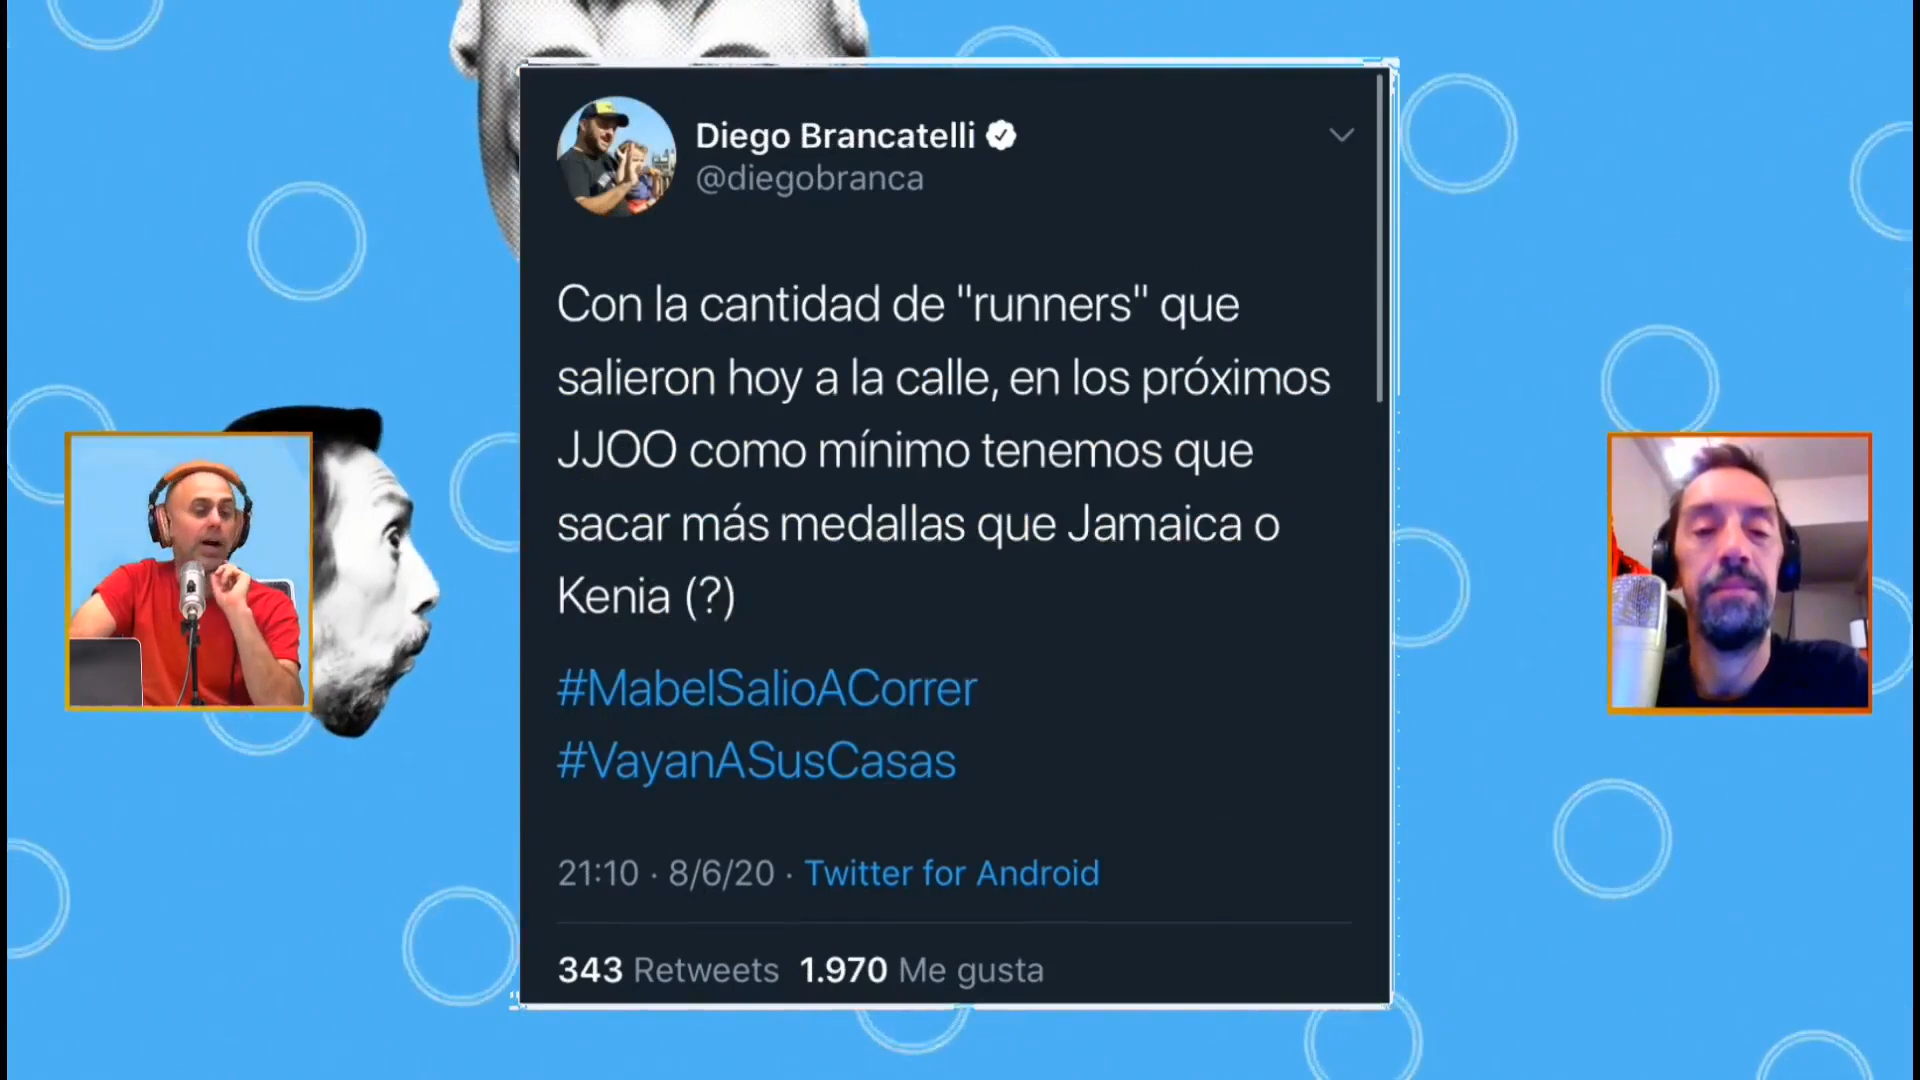 Diego Brancatelli
@diegobranca
Con la cantidad de "runners" que
salieron hoy a la calle, en los próximos
JJOO como mínimo tenemos que
sacar más medallas que Jamaica o
Kenia (?)
#MabelSalioACorrer
#VayanASusCasas
21:10 · 8/6/20 · Twitter for Android
343 Retweets 1.970 Me gusta